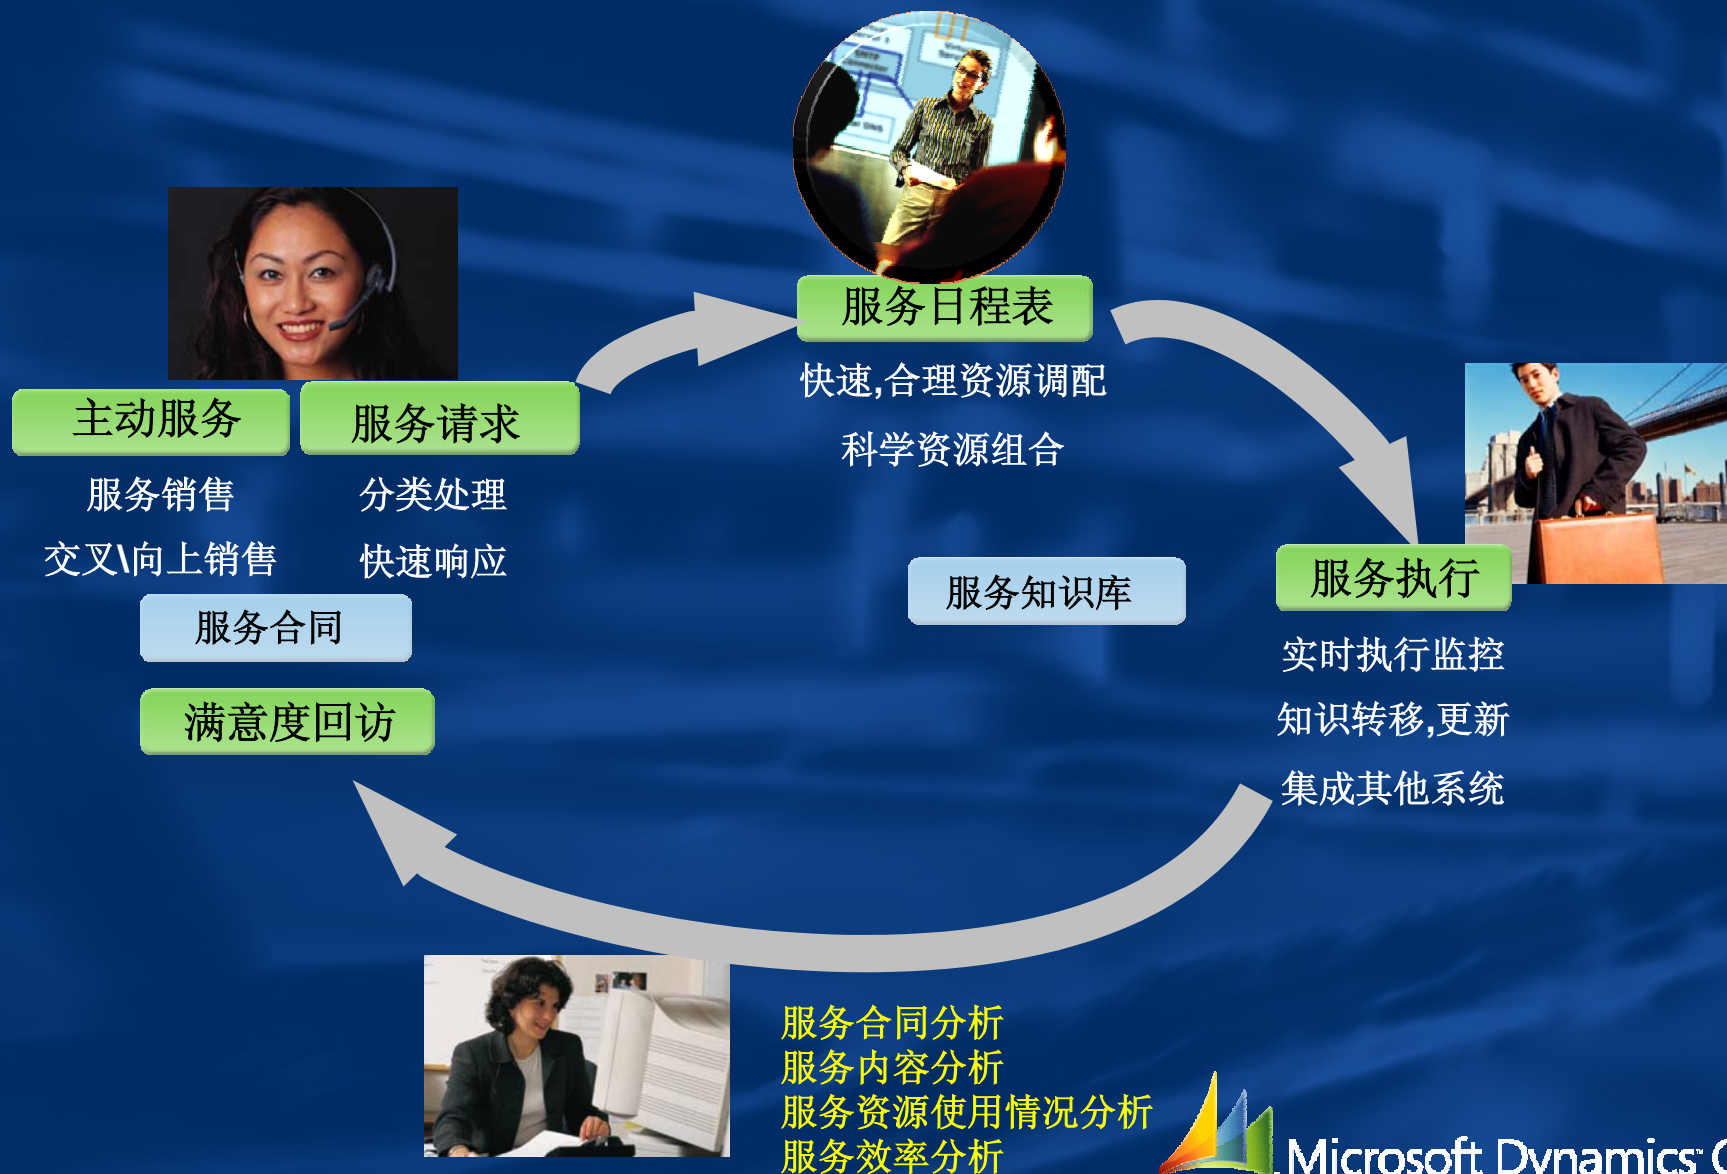 服务日程表
快速,合理资源调配
科学资源组合
主动服务
服务销售
交叉\向上销售
服务请求
分类处理
快速响应
服务合同
满意度回访
服务知识库
服务执行
实时执行监控
知识转移,更新
集成其他系统
服务合同分析
服务内容分析
服务资源使用情况分析
服务效率分析
Microsoft Dynamics™